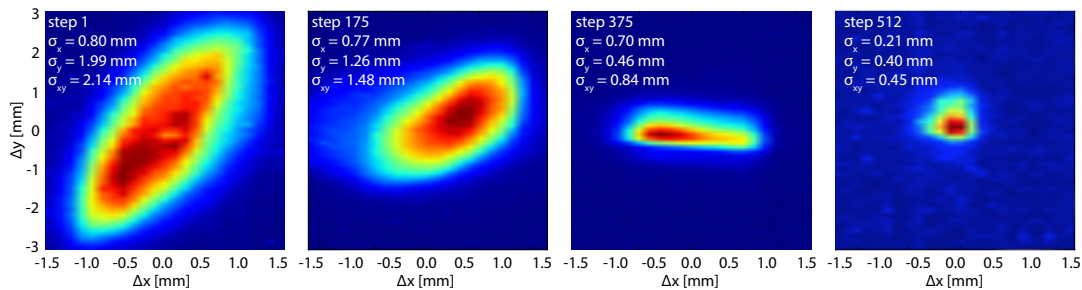 step 1
σx = 0.80 mm
σy = 1.99 mm
σxy = 2.14 mm
step 175
σx = 0.77 mm
σy = 1.26 mm
σxy = 1.48 mm
step 375
σx = 0.70 mm
σy = 0.46 mm
σxy = 0.84 mm
step 512
σx = 0.21 mm
σy = 0.40 mm
σxy = 0.45 mm
Δy [mm]
3
2
1
0
-1
-2
-3
-1.5 -1.0 -0.5 0.0 0.5 1.0 1.5
-1.5 -1.0 -0.5 0.0 0.5 1.0 1.5
-1.5 -1.0 -0.5 0.0 0.5 1.0 1.5
-1.5 -1.0 -0.5 0.0 0.5 1.0 1.5
Δx [mm]
Δx [mm]
Δx [mm]
Δx [mm]